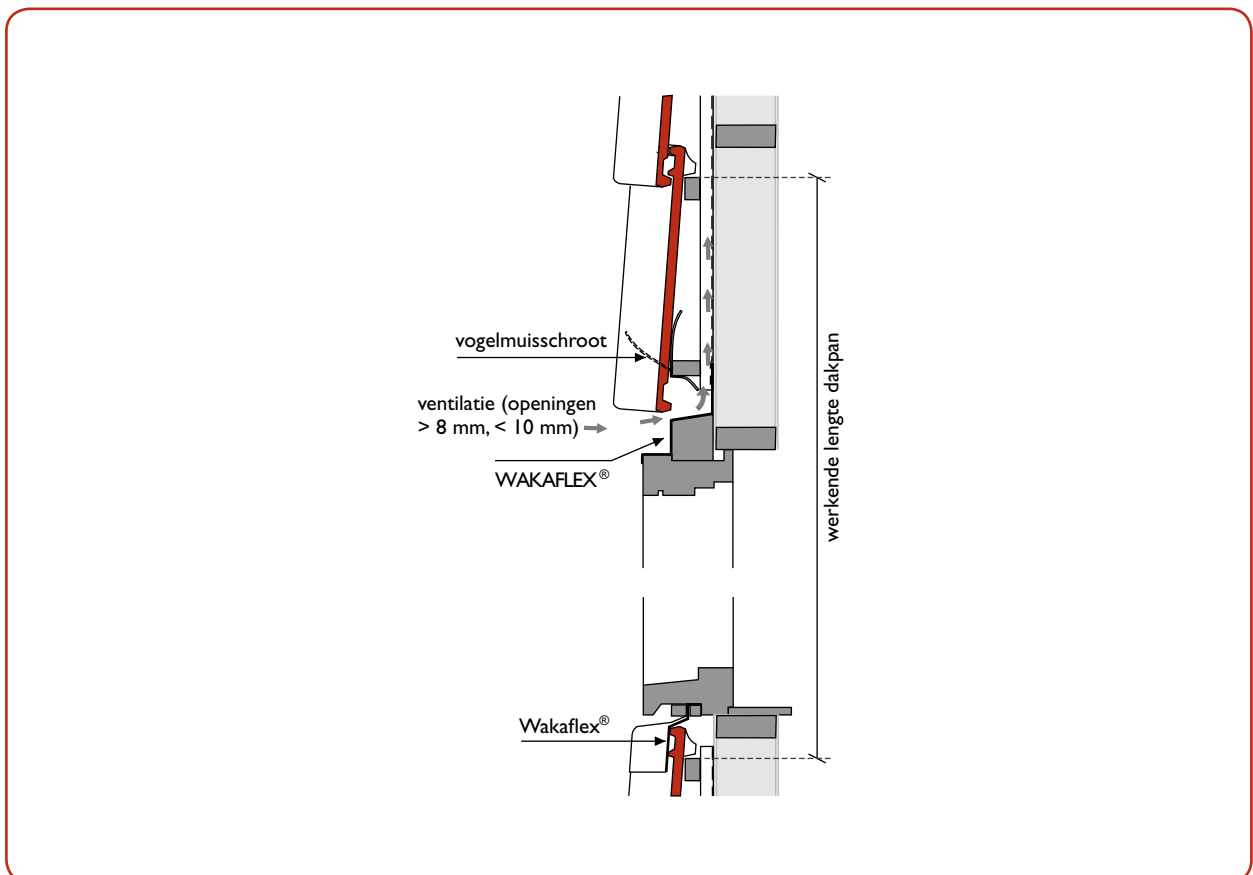 vogelmuisschroot
ventilatie (openingen
> 8 mm, < 10 mm)
WAKAFLEX®
werkende lengte dakpan
Wakaflex®